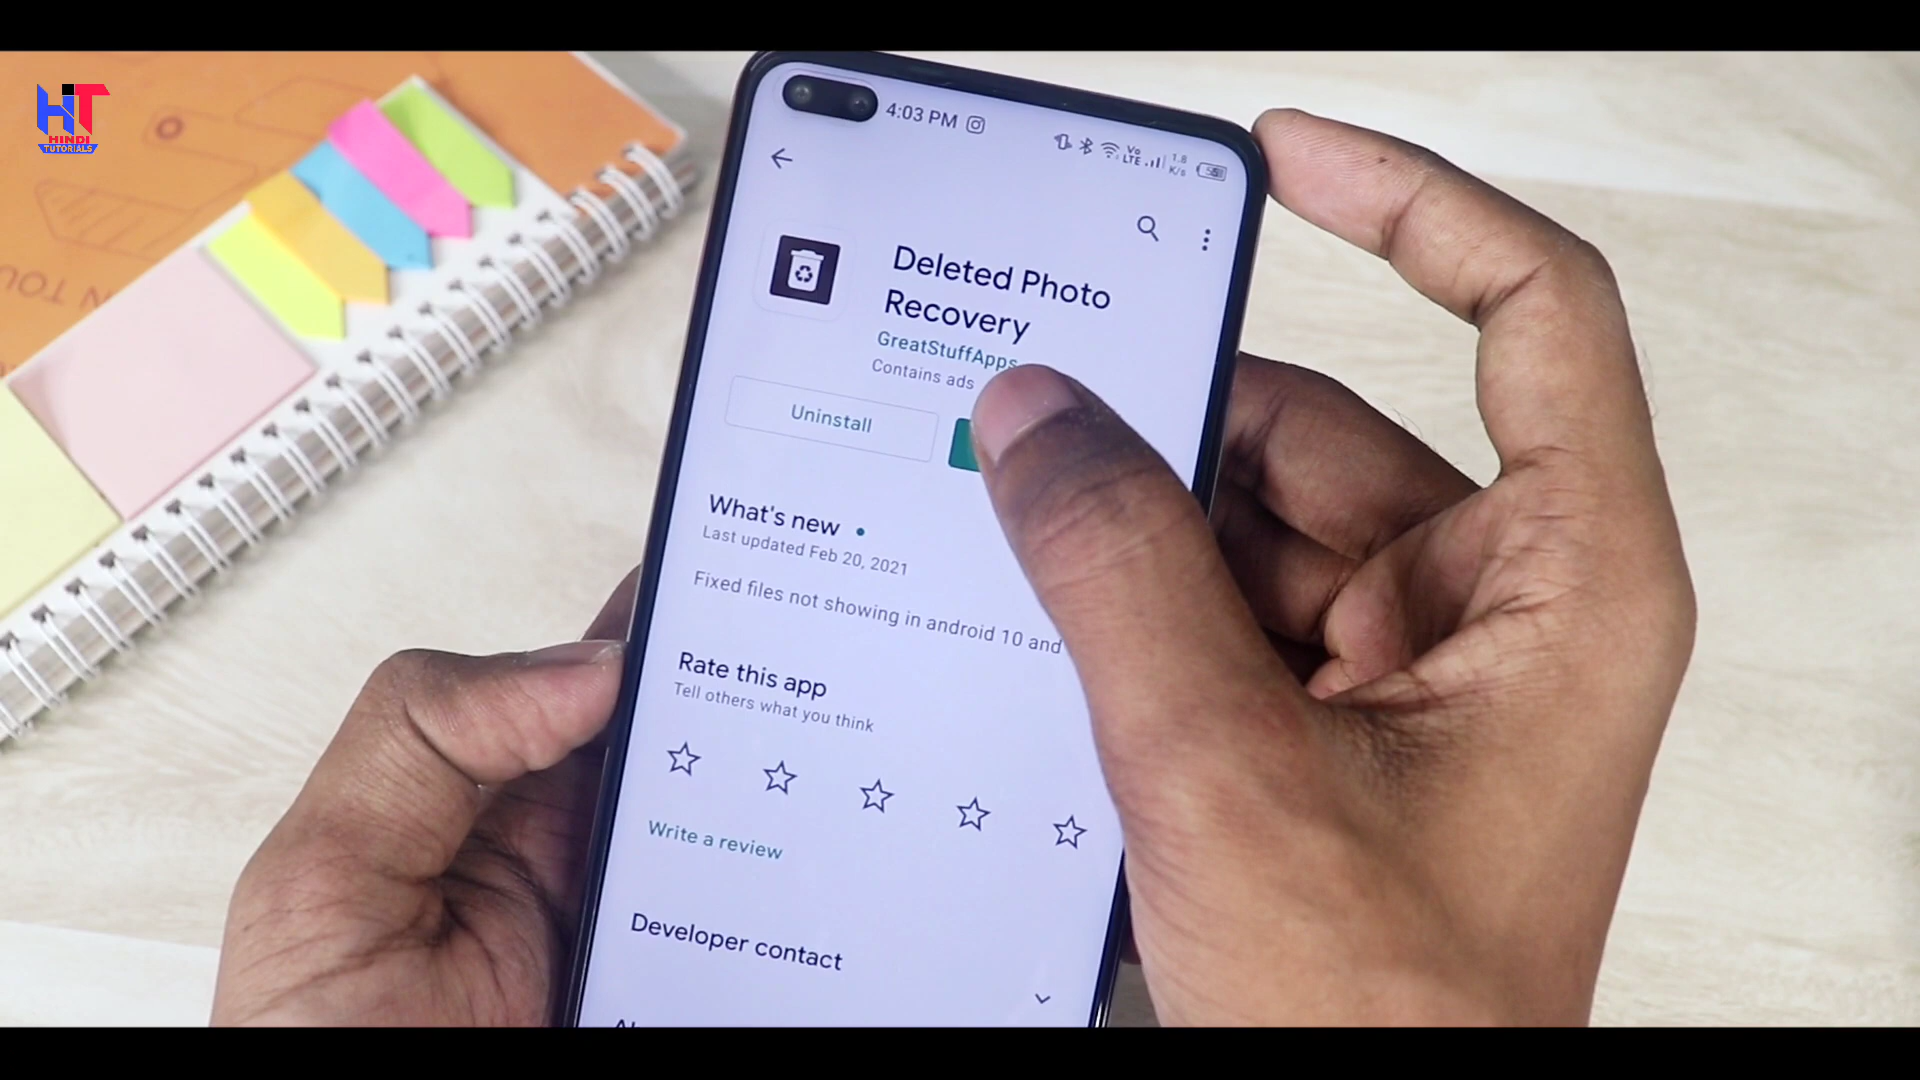 HT
HINDI
TUTORIALS
4:03 PM
Vo
LTE
1.8
K/s
Deleted Photo
Recovery
GreatStuffApps
Contains ads
Uninstall
What's new
Last updated Feb 20, 2021
Fixed files not showing in android 10 and
Rate this app
Tell others what you think
Write a review
Developer contact